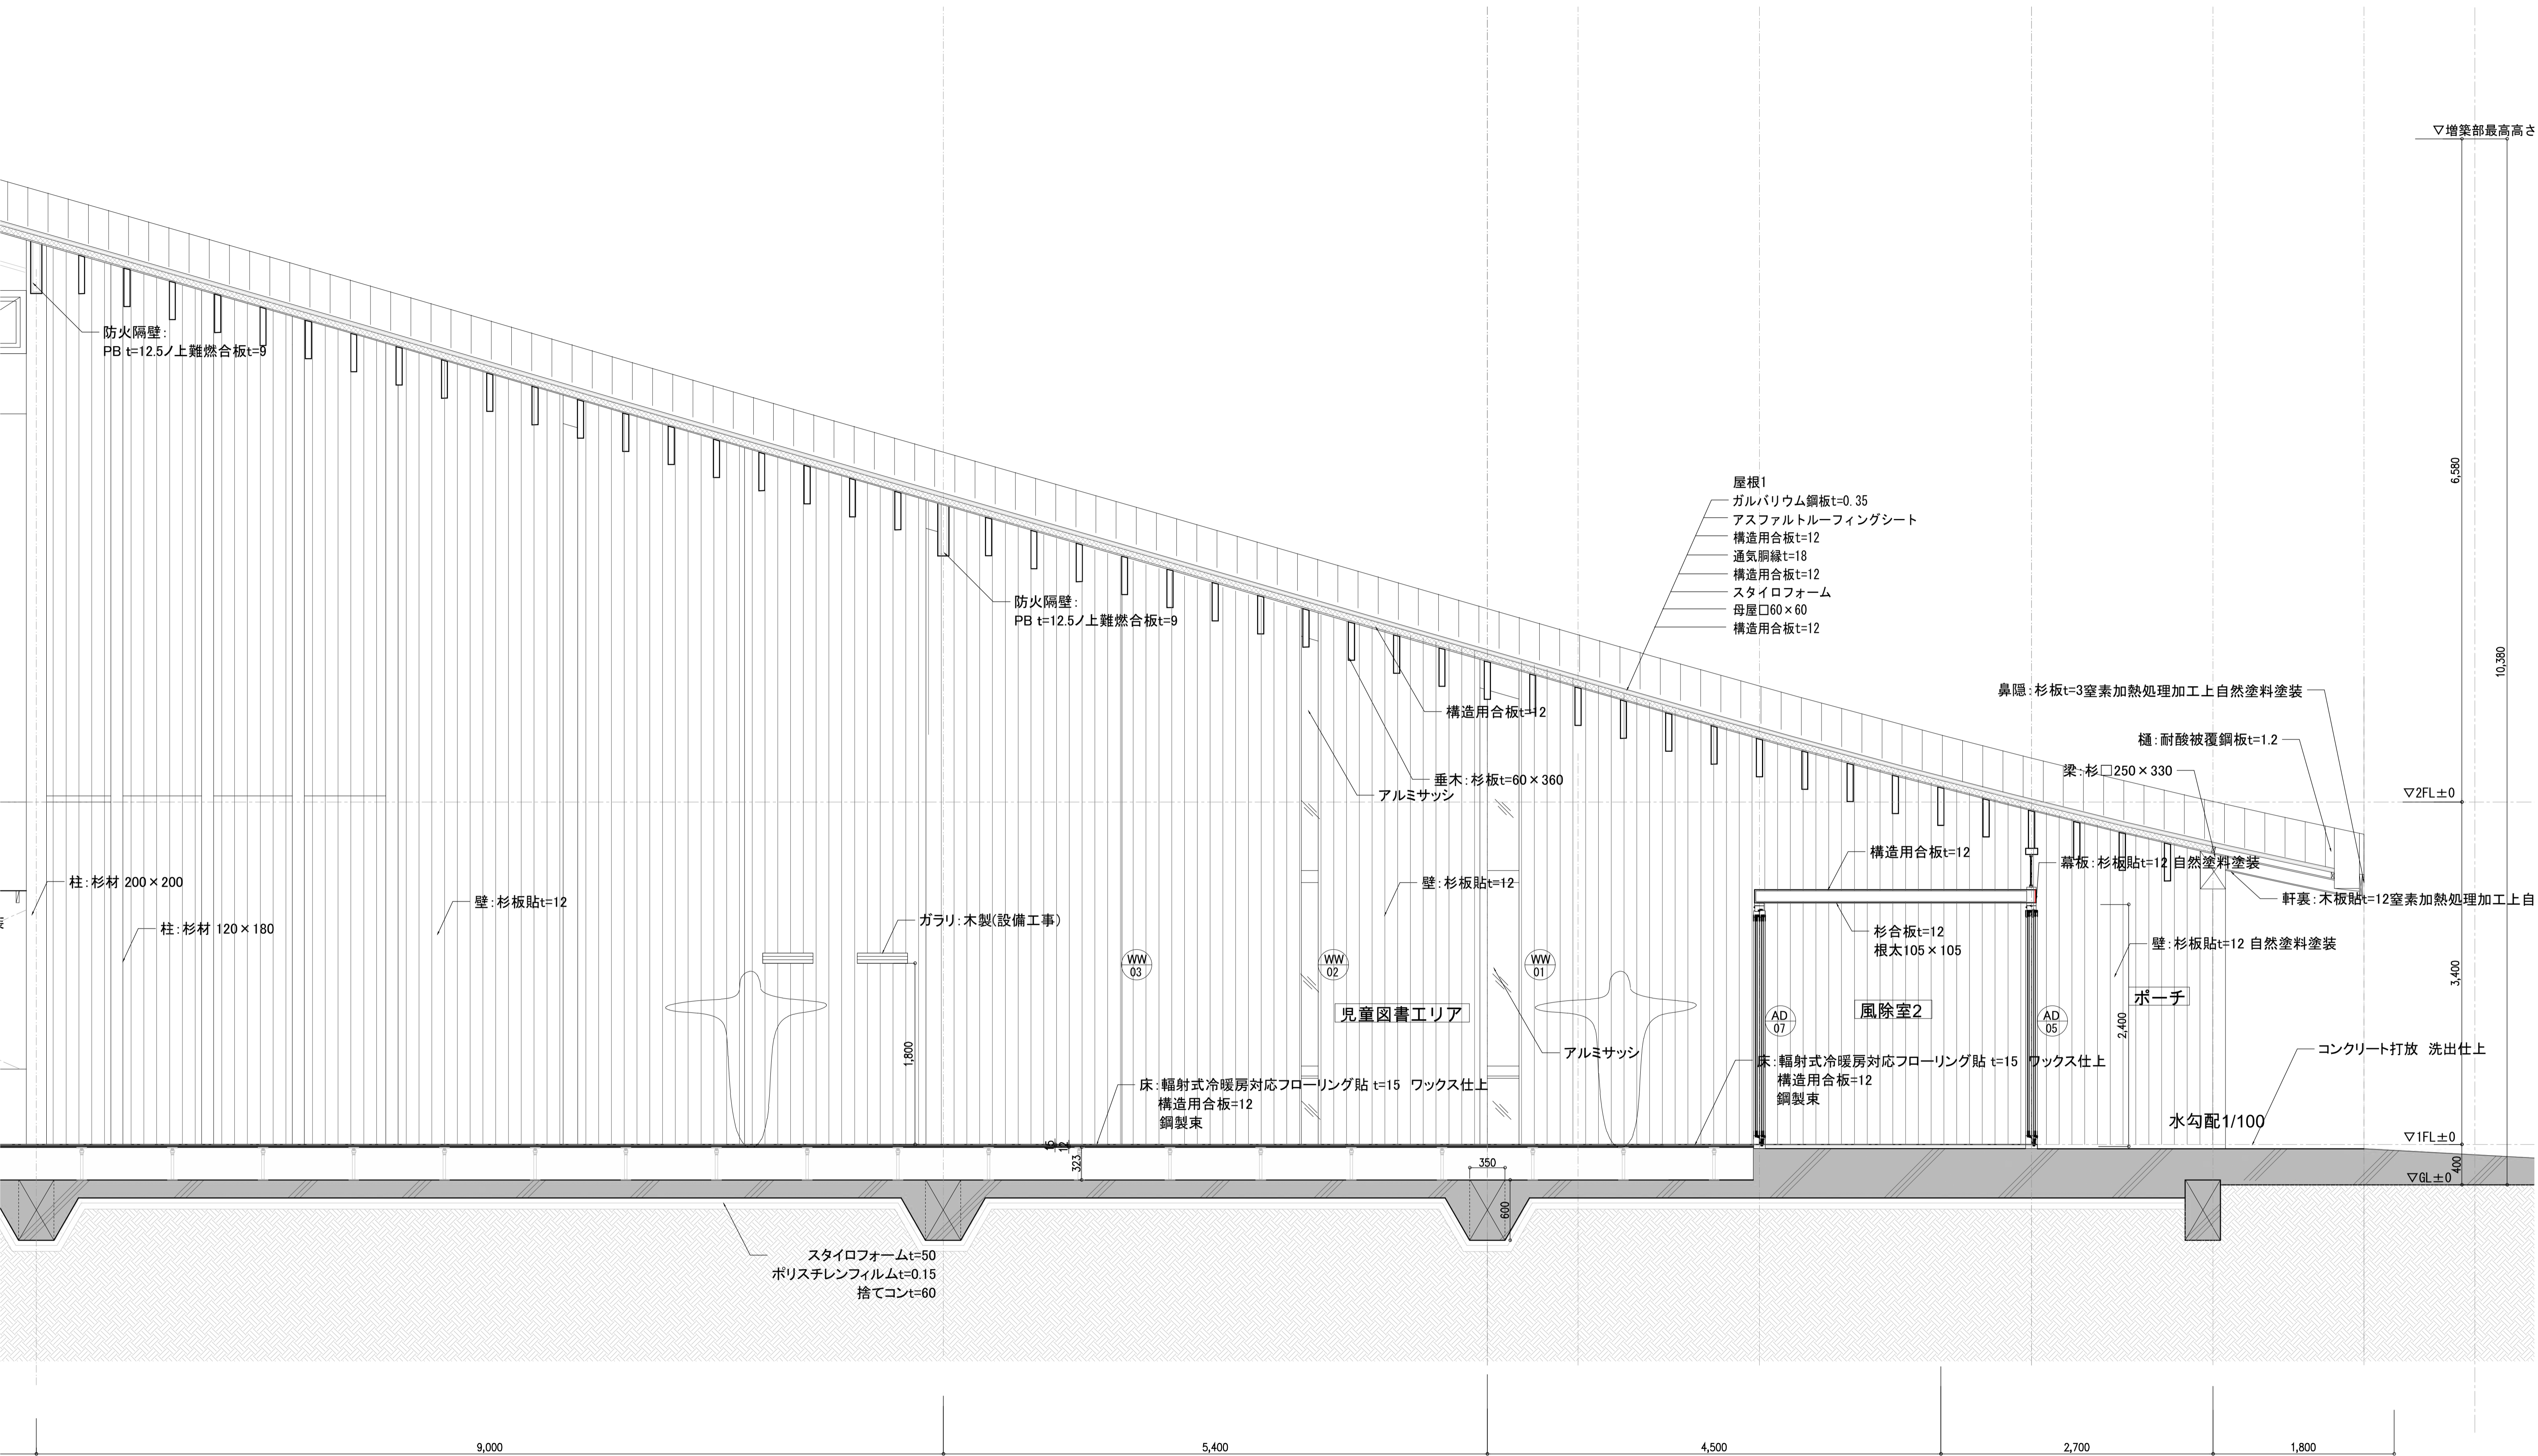 ▽増築部最高高さ
防火隔壁：
PB t=12.5ノ上難燃合板t=9
6,580
屋根1
ガルバリウム鋼板t=0.35
アスファルトルーフィングシート
構造用合板t=12
通気胴縁t=18
構造用合板t=12
スタイロフォーム
母屋□60×60
構造用合板t=12
防火隔壁：
PB t=12.5ノ上難燃合板t=9
10,380
鼻隠：杉板t=3窒素加熱処理加工上自然塗料塗装
構造用合板t=12
樋：耐酸被覆鋼板t=1.2
梁：杉□250×330
垂木：杉板t=60×360
アルミサッシ
▽2FL±0
構造用合板t=12
幕板：杉板貼t=12 自然塗料塗装
柱：杉材 200×200
壁：杉板貼t=12
壁：杉板貼t=12
軒裏：木板貼t=12窒素加熱処理加工上自
ガラリ：木製(設備工事)
柱：杉材 120×180
杉合板t=12
根太105×105
壁：杉板貼t=12 自然塗料塗装
WW
03
WW
02
WW
01
3,400
児童図書エリア
風除室2
ポーチ
AD
07
AD
05
2,400
1,800
アルミサッシ
コンクリート打放　洗出仕上
床：輻射式冷暖房対応フローリング貼 t=15　ワックス仕上
構造用合板=12
鋼製束
床：輻射式冷暖房対応フローリング貼 t=15　ワックス仕上
構造用合板=12
鋼製束
水勾配1/100
▽1FL±0
15
12
323
350
600
400
▽GL±0
スタイロフォームt=50
ポリスチレンフィルムt=0.15
捨てコンt=60
9,000
5,400
4,500
2,700
1,800